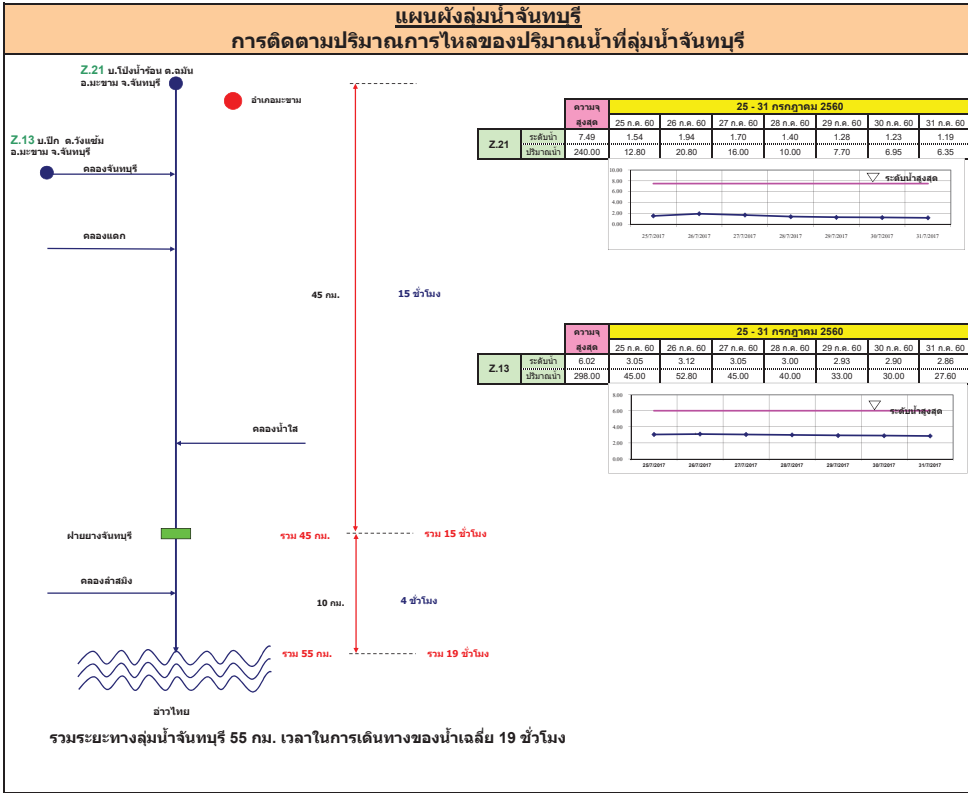 แผนผังลุ่มน้ำจันทบุรี
การติดตามปริมาณการไหลของปริมาณน้ำที่ลุ่มน้ำจันทบุรี
Z.21 บ.โป่งน้ำร้อน ต.ฉมัน
อ.มะขาม จ.จันทบุรี
อำเภอมะขาม
Z.13 บ.ปึก ต.วังแซ้ม
อ.มะขาม จ.จันทบุรี
คลองจันทบุรี
คลองแตก
45 กม. 15 ชั่วโมง
คลองน้ำใส
ฝายยางจันทบุรี
รวม 45 กม. รวม 15 ชั่วโมง
คลองลำสมิง
10 กม. 4 ชั่วโมง
รวม 55 กม. รวม 19 ชั่วโมง
อ่าวไทย
รวมระยะทางลุ่มน้ำจันทบุรี 55 กม. เวลาในการเดินทางของน้ำเฉลี่ย 19 ชั่วโมง
ความจุ 25 - 31 กรกฎาคม 2560
สูงสุด 25 ก.ค. 60 26 ก.ค. 60 27 ก.ค. 60 28 ก.ค. 60 29 ก.ค. 60 30 ก.ค. 60 31 ก.ค. 60
Z.21
ระดับน้ำ 7.49 1.54 1.94 1.70 1.40 1.28 1.23 1.19
ปริมาณน้ำ 240.00 12.80 20.80 16.00 10.00 7.70 6.95 6.35
ระดับน้ำสูงสุด
10.00
8.00
6.00
4.00
2.00
0.00
25/7/2017 26/7/2017 27/7/2017 28/7/2017 29/7/2017 30/7/2017 31/7/2017
ความจุ 25 - 31 กรกฎาคม 2560
สูงสุด 25 ก.ค. 60 26 ก.ค. 60 27 ก.ค. 60 28 ก.ค. 60 29 ก.ค. 60 30 ก.ค. 60 31 ก.ค. 60
Z.13
ระดับน้ำ 6.02 3.05 3.12 3.05 3.00 2.93 2.90 2.86
ปริมาณน้ำ 298.00 45.00 52.80 45.00 40.00 33.00 30.00 27.60
ระดับน้ำสูงสุด
8.00
6.00
4.00
2.00
0.00
25/7/2017 26/7/2017 27/7/2017 28/7/2017 29/7/2017 30/7/2017 31/7/2017